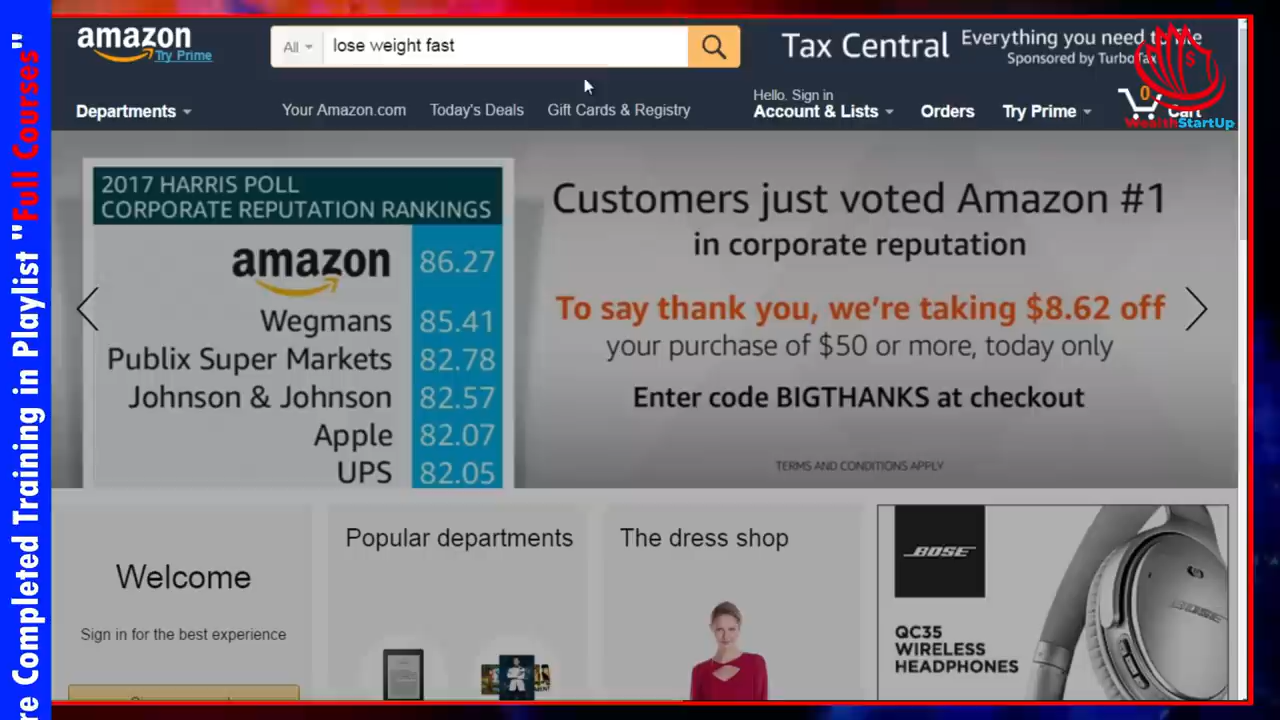 re Completed Training in Playlist "Full Courses"
amazon
Try Prime
All
lose weight fast
Tax Central
Everything you need to
Sponsored by TurboTax
Departments
Your Amazon.com
Today's Deals
Gift Cards & Registry
Hello. Sign in
Account & Lists
Orders
Try Prime
0
Cart
WealthStartUp
2017 HARRIS POLL
CORPORATE REPUTATION RANKINGS
amazon 86.27
Wegmans 85.41
Publix Super Markets 82.78
Johnson & Johnson 82.57
Apple 82.07
UPS 82.05
Customers just voted Amazon #1
in corporate reputation
To say thank you, we're taking $8.62 off
your purchase of $50 or more, today only
Enter code BIGTHANKS at checkout
TERMS AND CONDITIONS APPLY
Welcome
Sign in for the best experience
Popular departments
The dress shop
BOSE
QC35
WIRELESS
HEADPHONES
BOSE